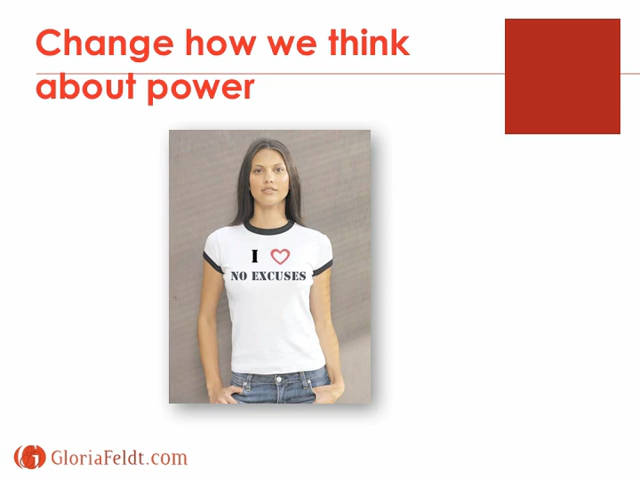 Change how we think
about power
I ♡
NO EXCUSES
GloriaFeldt.com